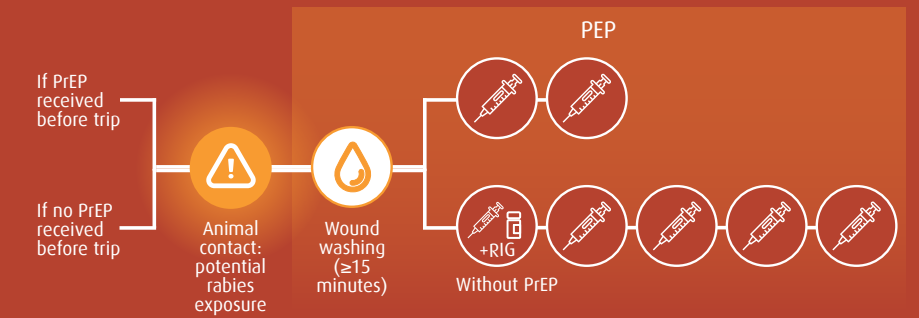 PEP
If PrEP
received
before trip
If no PrEP
received
before trip
Animal
contact:
potential
rabies
exposure
Wound
washing
(≥15
minutes)
+RIG
Without PrEP